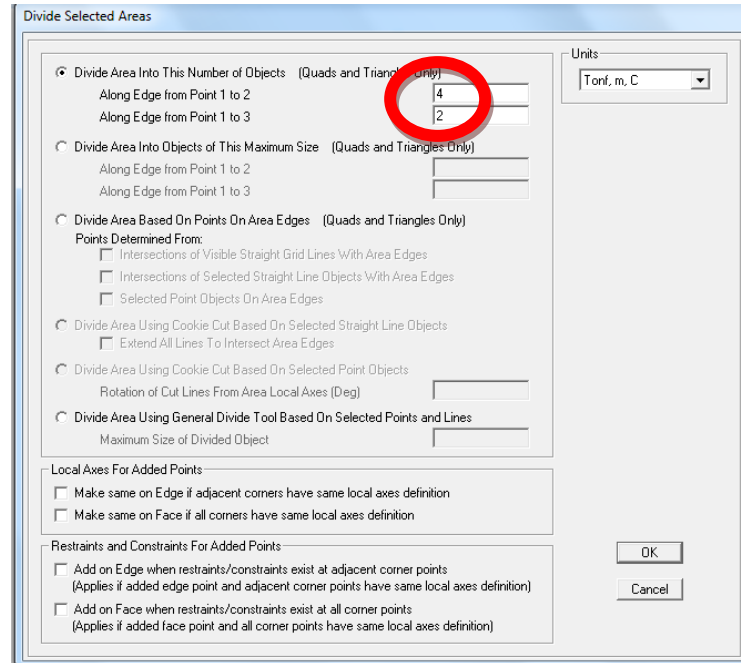 Divide Selected Areas
Units
Divide Area Into This Number of Objects (Quads and Triangles Only)
Tonf, m, C
Along Edge from Point 1 to 2
4
Along Edge from Point 1 to 3
2
Divide Area Into Objects of This Maximum Size (Quads and Triangles Only)
Along Edge from Point 1 to 2
Along Edge from Point 1 to 3
Divide Area Based On Points On Area Edges (Quads and Triangles Only)
Points Determined From:
Intersections of Visible Straight Grid Lines With Area Edges
Intersections of Selected Straight Line Objects With Area Edges
Selected Point Objects On Area Edges
Divide Area Using Cookie Cut Based On Selected Straight Line Objects
Extend All Lines To Intersect Area Edges
Divide Area Using Cookie Cut Based On Selected Point Objects
Rotation of Cut Lines From Area Local Axes (Deg)
Divide Area Using General Divide Tool Based On Selected Points and Lines
Maximum Size of Divided Object
Local Axes For Added Points
Make same on Edge if adjacent corners have same local axes definition
Make same on Face if all corners have same local axes definition
Restraints and Constraints For Added Points
Add on Edge when restraints/constraints exist at adjacent corner points
(Applies if added edge point and adjacent corner points have same local axes definition)
Add on Face when restraints/constraints exist at all corner points
(Applies if added face point and all corner points have same local axes definition)
OK
Cancel